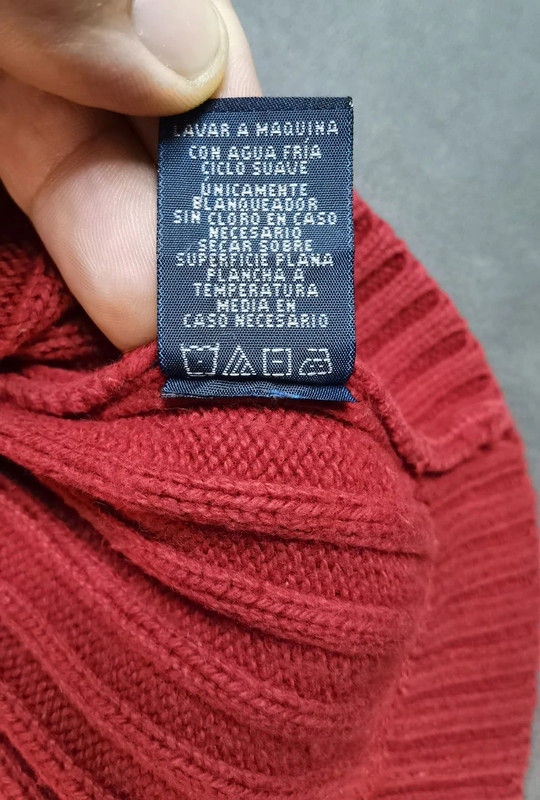 LAVAR A MAQUINA
CON AGUA FRÍA
CICLO SUAVE
UNICAMENTE
BLANQUEADOR
SIN CLORO EN CASO
NECESARIO
SECAR SOBRE
SUPERFICIE PLANA
PLANCHA A
TEMPERATURA
MEDIA EN
CASO NECESARIO